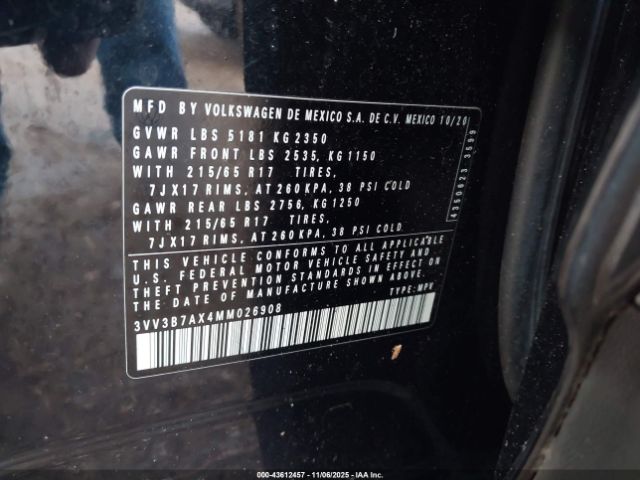 MFD BY VOLKSWAGEN DE MEXICO S.A. DE C.V. MEXICO 10/20
GVWR LBS 5181 KG 2350
GAWR FRONT LBS 2535, KG 1150
WITH 215/65 R17 TIRES,
7JX17 RIMS, AT 260 KPA, 38 PSI COLD
GAWR REAR LBS 2756, KG 1250
WITH 215/65 R17 TIRES,
7JX17 RIMS, AT 260 KPA, 38 PSI COLD
THIS VEHICLE CONFORMS TO ALL APPLICABLE
U.S. FEDERAL MOTOR VEHICLE SAFETY AND
THEFT PREVENTION STANDARDS IN EFFECT ON
THE DATE OF MANUFACTURE SHOWN ABOVE.
3VV3B7AX4MM026908 TYPE: MPV
4350623 3599
000-43612457 | 11/06/2025 | © IAA, Inc.